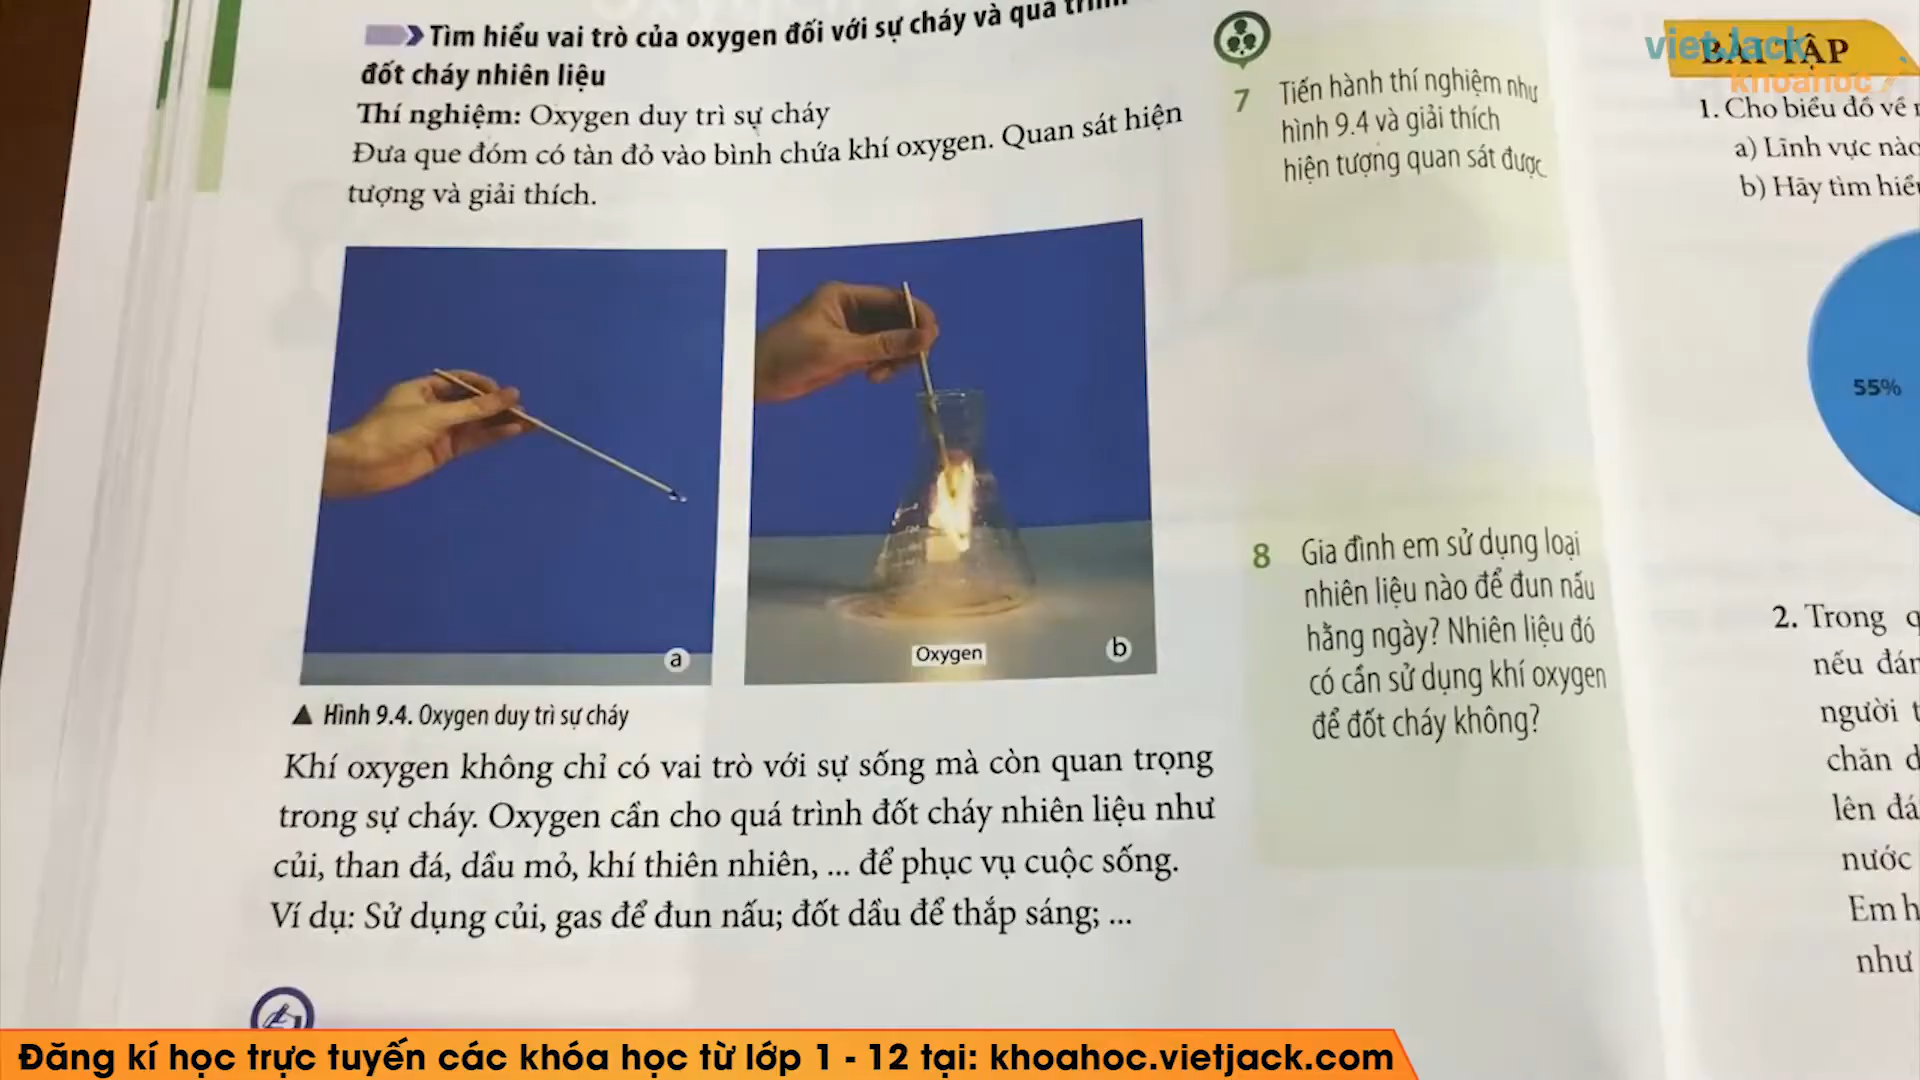 Tìm hiểu vai trò của oxygen đối với sự cháy và quá trình
đốt cháy nhiên liệu
Thí nghiệm: Oxygen duy trì sự cháy
Đưa que đóm có tàn đỏ vào bình chứa khí oxygen. Quan sát hiện
tượng và giải thích.
a
Oxygen
b
Hình 9.4. Oxygen duy trì sự cháy
Khí oxygen không chỉ có vai trò với sự sống mà còn quan trọng
trong sự cháy. Oxygen cần cho quá trình đốt cháy nhiên liệu như
củi, than đá, dầu mỏ, khí thiên nhiên, ... để phục vụ cuộc sống.
Ví dụ: Sử dụng củi, gas để đun nấu; đốt dầu để thắp sáng; ...
7 Tiến hành thí nghiệm như
hình 9.4 và giải thích
hiện tượng quan sát được.
8 Gia đình em sử dụng loại
nhiên liệu nào để đun nấu
hằng ngày? Nhiên liệu đó
có cần sử dụng khí oxygen
để đốt cháy không?
BÀI TẬP
vietJack
khoahoc
1. Cho biểu đồ về
a) Lĩnh vực nào
b) Hãy tìm
55%
2. Trong
nếu
người
chăn
lên
nước
Em
như
Đăng kí học trực tuyến các khóa học từ lớp 1 - 12 tại: khoahoc.vietjack.com